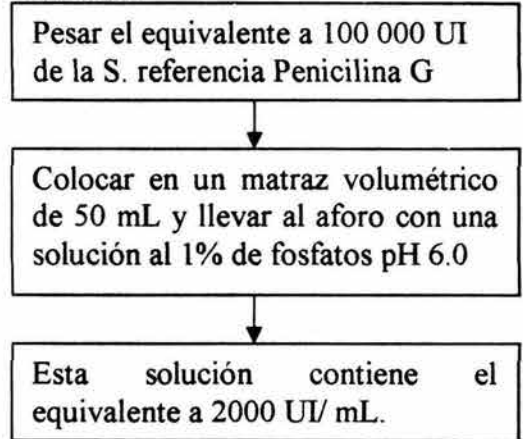 Pesar el equivalente a 100 000 UI
de la S. referencia Penicilina G
Colocar en un matraz volumétrico
de 50 mL y llevar al aforo con una
solución al 1% de fosfatos pH 6.0
Esta solución contiene el
equivalente a 2000 UI/ mL.